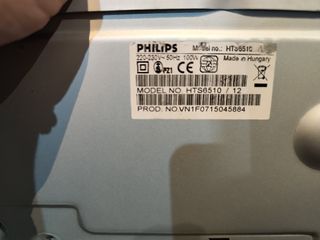 PHILIPS Model no.: HTS6510
220-230V~ 50Hz 100W Made in Hungary
MODEL NO. HTS6510 / 12
PROD. NO.VN1F0715045884